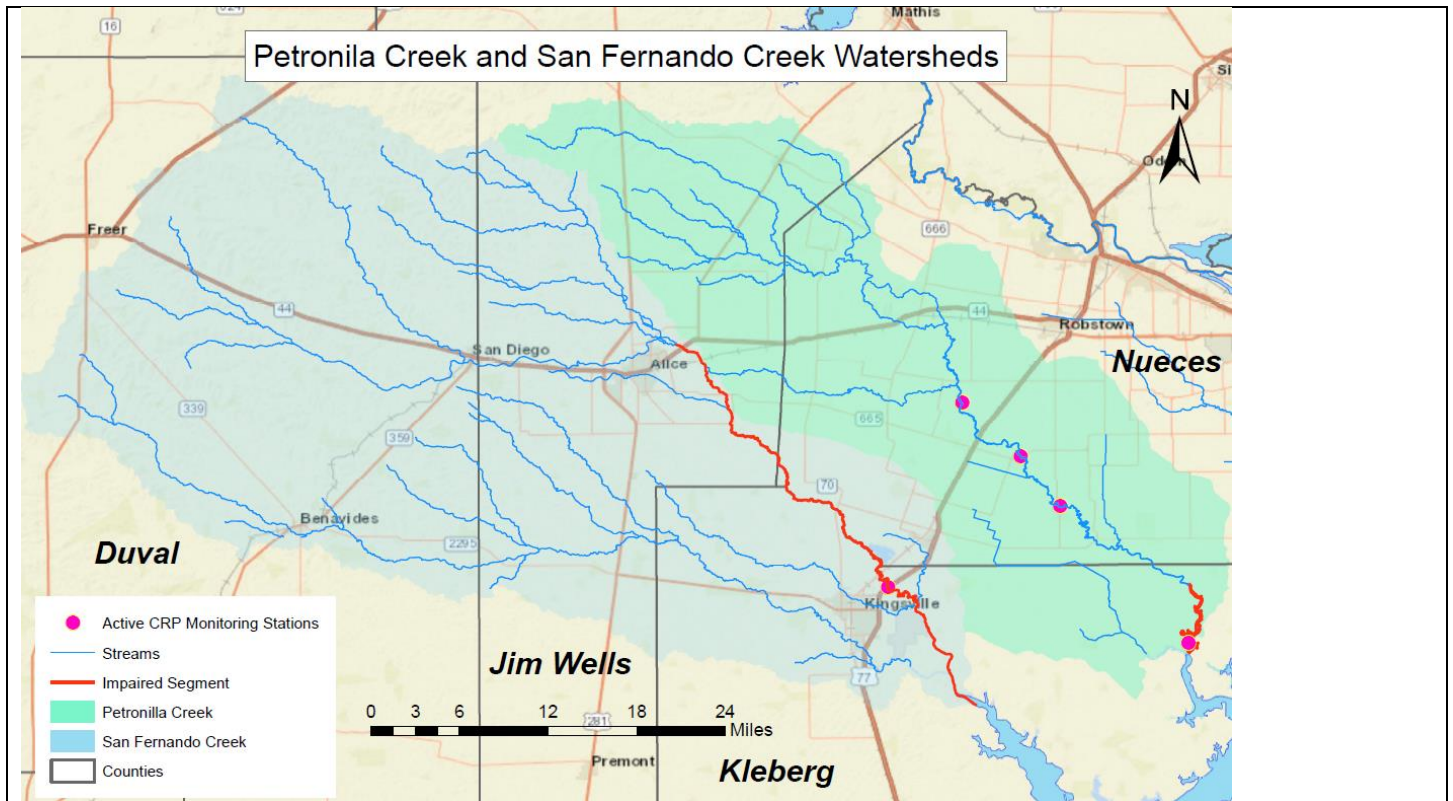 Mathis
16
Petronila Creek and San Fernando Creek Watersheds
N
Odem
Freer
666
44
44
Robstown
San Diego
Alice
Nueces
339
665
359
70
Benavides
2295
Duval
Kingsville
Active CRP Monitoring Stations
Streams
Jim Wells
Impaired Segment
77
Petronilla Creek
0 3 6 12 18 24
Miles
San Fernando Creek
281
Counties
Premont
Kleberg